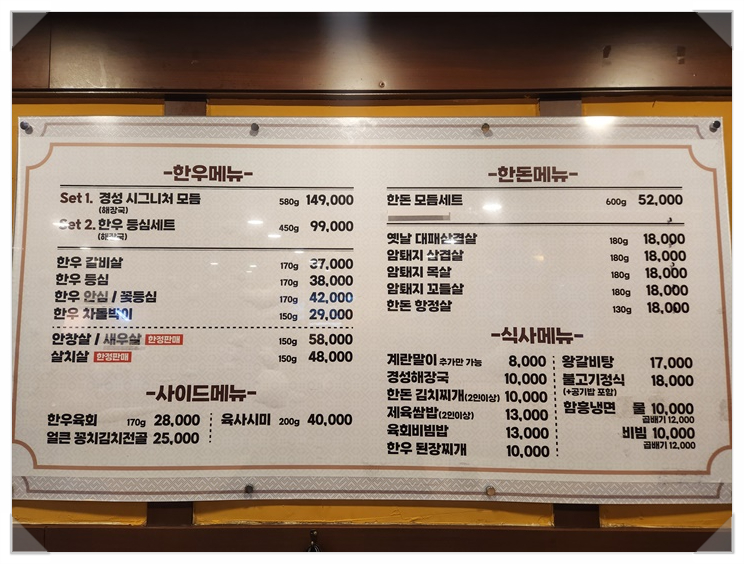 -한우메뉴-
Set 1. 경성 시그니처 모듬 580g 149,000
(해장국)
Set 2. 한우 등심세트 450g 99,000
(해장국)
한우 갈비살 170g 37,000
한우 등심 170g 38,000
한우 안심 / 꽃등심 170g 42,000
한우 차돌박이 150g 29,000
안창살 / 새우살 한정판매 150g 58,000
살치살 한정판매 150g 48,000
-사이드메뉴-
한우육회 170g 28,000
얼큰 꽁치김치전골 25,000
육사시미 200g 40,000
-한돈메뉴-
한돈 모듬세트 600g 52,000
옛날 대패삼겹살 180g 18,000
암퇘지 삼겹살 180g 18,000
암퇘지 목살 180g 18,000
암퇘지 꼬들살 180g 18,000
한돈 항정살 130g 18,000
-식사메뉴-
계란말이 추가만 가능 8,000
경성해장국 10,000
한돈 김치찌개(2인이상) 10,000
제육쌈밥(2인이상) 13,000
육회비빔밥 13,000
한우 된장찌개 10,000
왕갈비탕 17,000
불고기정식 18,000
(+공기밥 포함)
함흥냉면 물 10,000
곱배기 12,000
비빔 10,000
곱배기 12,000